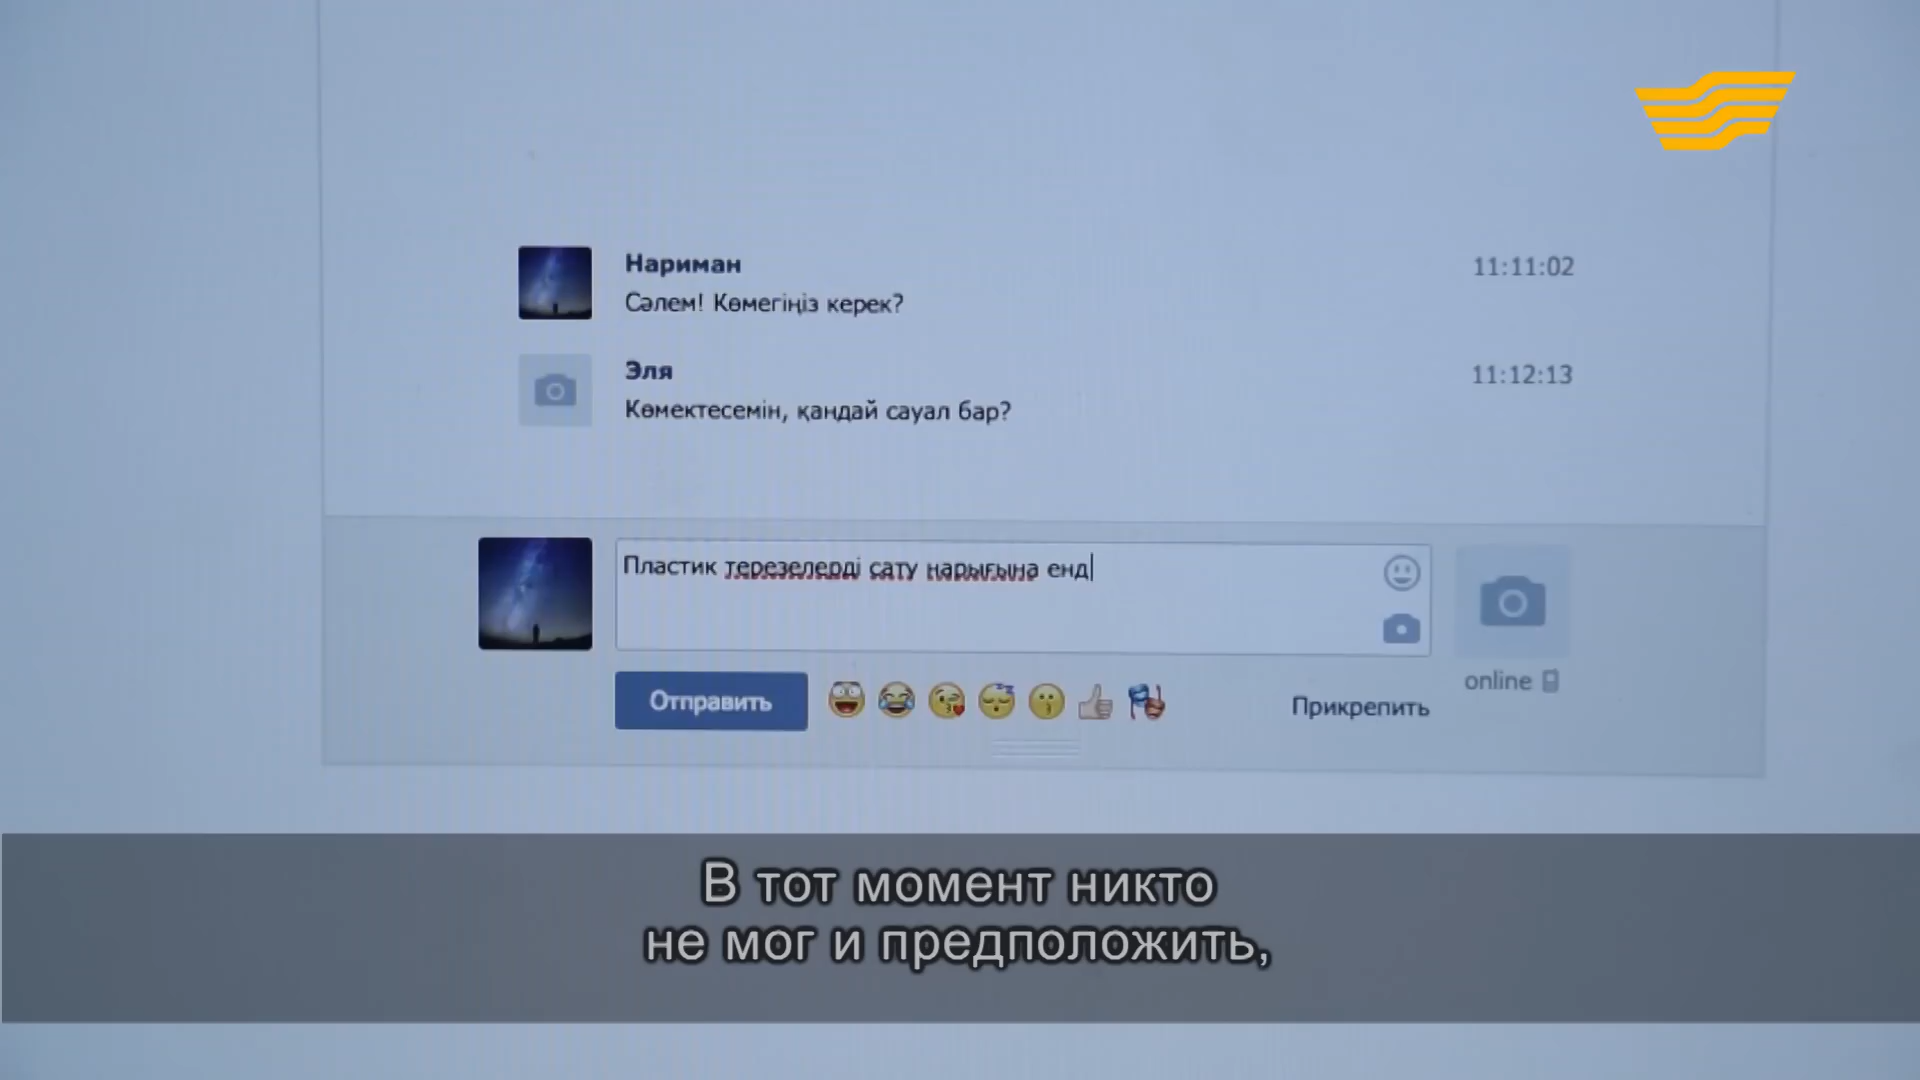 Нариман
11:11:02
Сәлем! Көмегіңіз керек?
Эля
11:12:13
Көмектесемін, қандай сауал бар?
Пластик терезелерді сату нарығына енд
Отправить
Прикрепить
online
В тот момент никто
не мог и предположить,